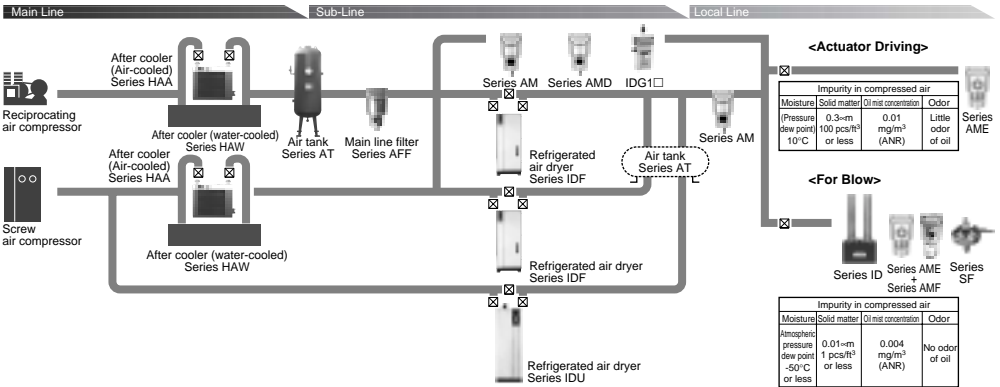 Main Line
Sub-Line
Local Line
After cooler
(Air-cooled)
Series HAA
Reciprocating
air compressor
After cooler (water-cooled)
Series HAW
Air tank
Series AT
Main line filter
Series AFF
Series AM
Series AMD
IDG1□
Refrigerated
air dryer
Series IDF
Air tank
Series AT
Series AM
<Actuator Driving>
Impurity in compressed air
Moisture Solid matter Oil mist concentration Odor
(Pressure
dew point)
10°C
0.3∝m
100 pcs/ft³
or less
0.01
mg/m³
(ANR)
Little
odor
of oil
Series
AME
After cooler
(Air-cooled)
Series HAA
Screw
air compressor
After cooler (water-cooled)
Series HAW
Refrigerated air dryer
Series IDF
Refrigerated air dryer
Series IDU
<For Blow>
Series ID
Series AME
+
Series AMF
Series
SF
Impurity in compressed air
Moisture Solid matter Oil mist concentration Odor
Atmospheric
pressure
dew point
-50°C
or less
0.01∝m
1 pcs/ft³
or less
0.004
mg/m³
(ANR)
No odor
of oil